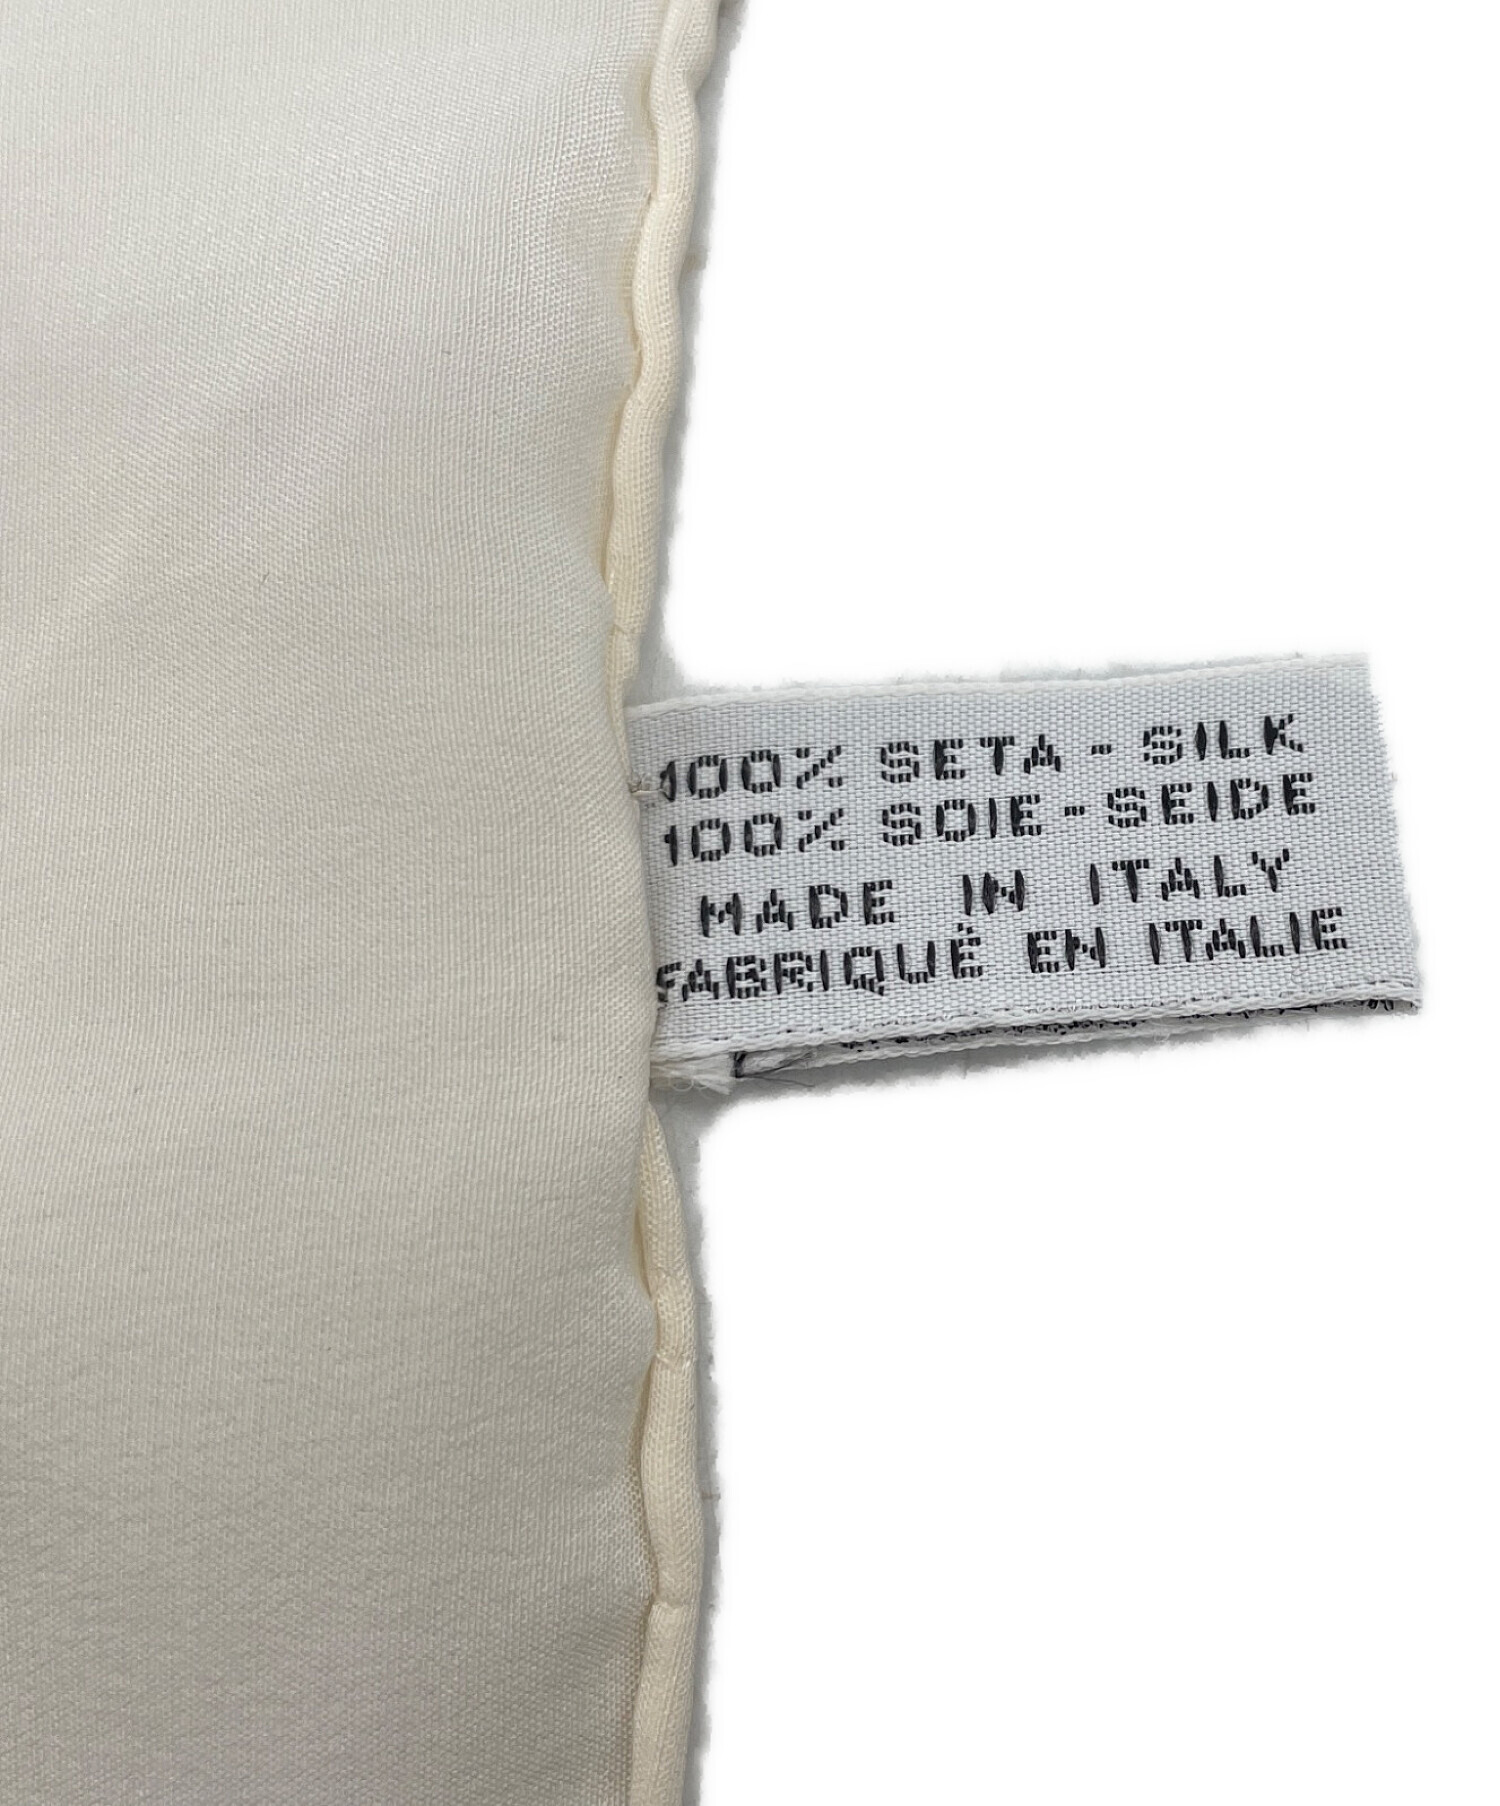 100% SETA - SILK
100% SOIE - SEIDE
MADE IN ITALY
FABRIQUÉ EN ITALIE